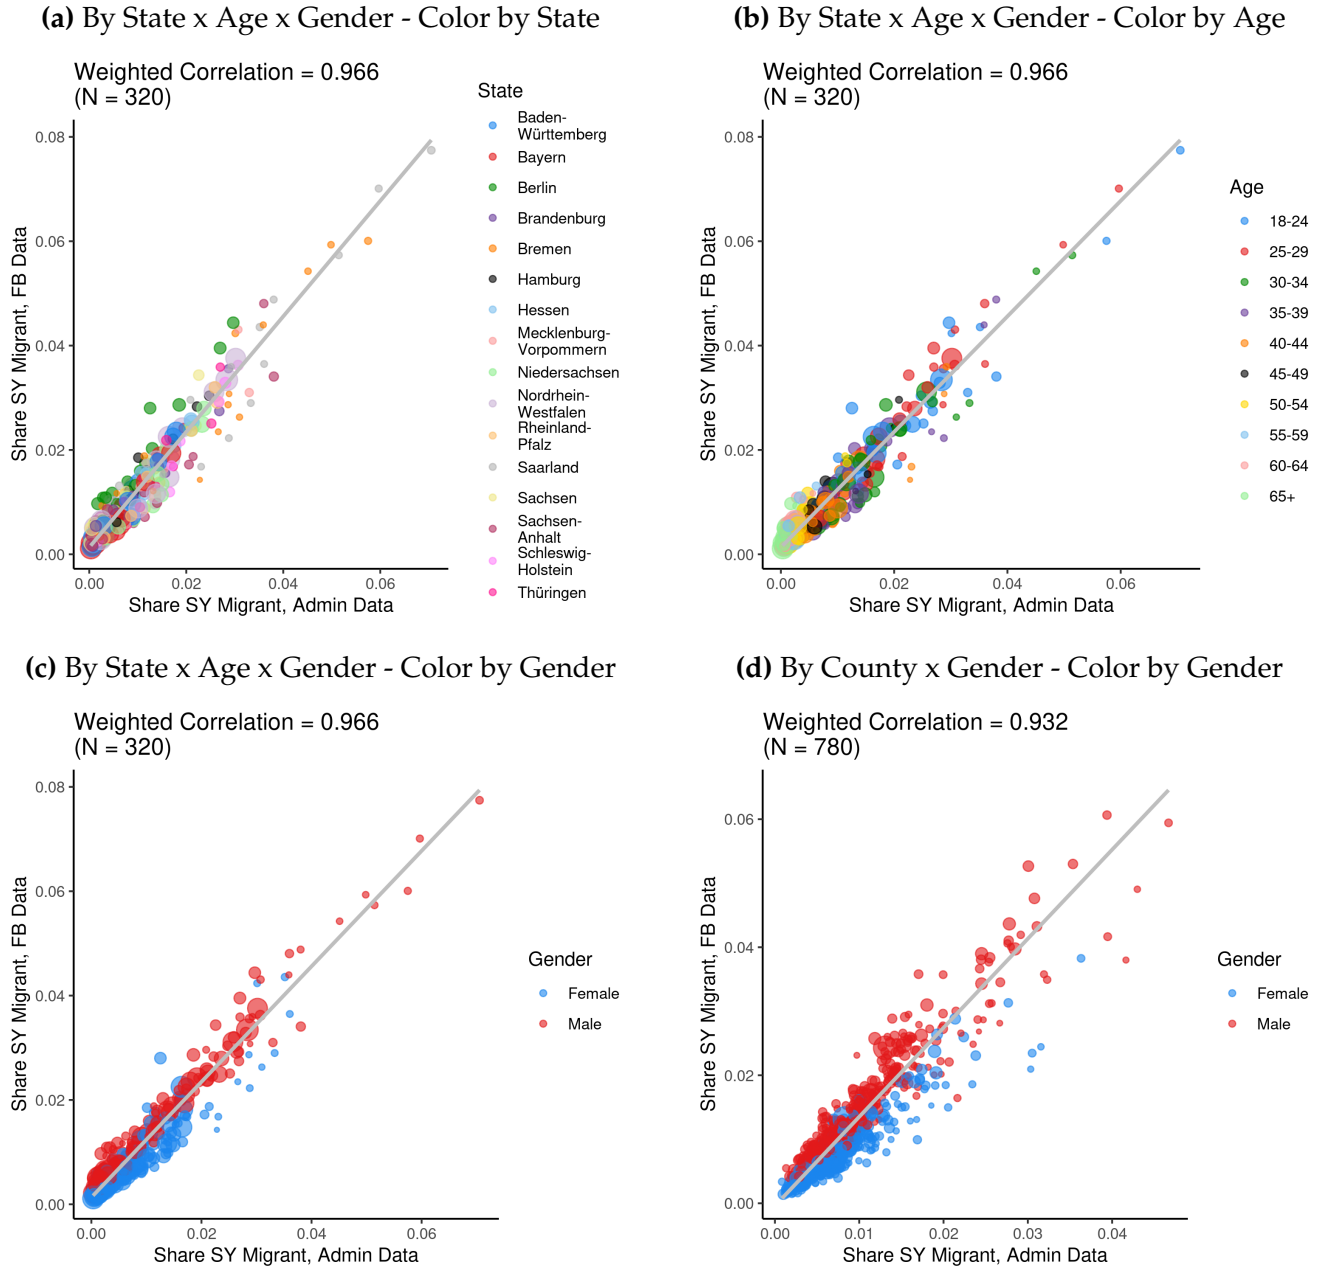 (a) By State x Age x Gender - Color by State
Weighted Correlation = 0.966
(N = 320)
Share SY Migrant, FB Data
0.08
0.06
0.04
0.02
0.00
0.00 0.02 0.04 0.06
Share SY Migrant, Admin Data
State
Baden-
Württemberg
Bayern
Berlin
Brandenburg
Bremen
Hamburg
Hessen
Mecklenburg-
Vorpommern
Niedersachsen
Nordrhein-
Westfalen
Rheinland-
Pfalz
Saarland
Sachsen
Sachsen-
Anhalt
Schleswig-
Holstein
Thüringen
(b) By State x Age x Gender - Color by Age
Weighted Correlation = 0.966
(N = 320)
Share SY Migrant, FB Data
0.08
0.06
0.04
0.02
0.00
0.00 0.02 0.04 0.06
Share SY Migrant, Admin Data
Age
18-24
25-29
30-34
35-39
40-44
45-49
50-54
55-59
60-64
65+
(c) By State x Age x Gender - Color by Gender
Weighted Correlation = 0.966
(N = 320)
Share SY Migrant, FB Data
0.08
0.06
0.04
0.02
0.00
0.00 0.02 0.04 0.06
Share SY Migrant, Admin Data
Gender
Female
Male
(d) By County x Gender - Color by Gender
Weighted Correlation = 0.932
(N = 780)
Share SY Migrant, FB Data
0.06
0.04
0.02
0.00
0.00 0.01 0.02 0.03 0.04
Share SY Migrant, Admin Data
Gender
Female
Male